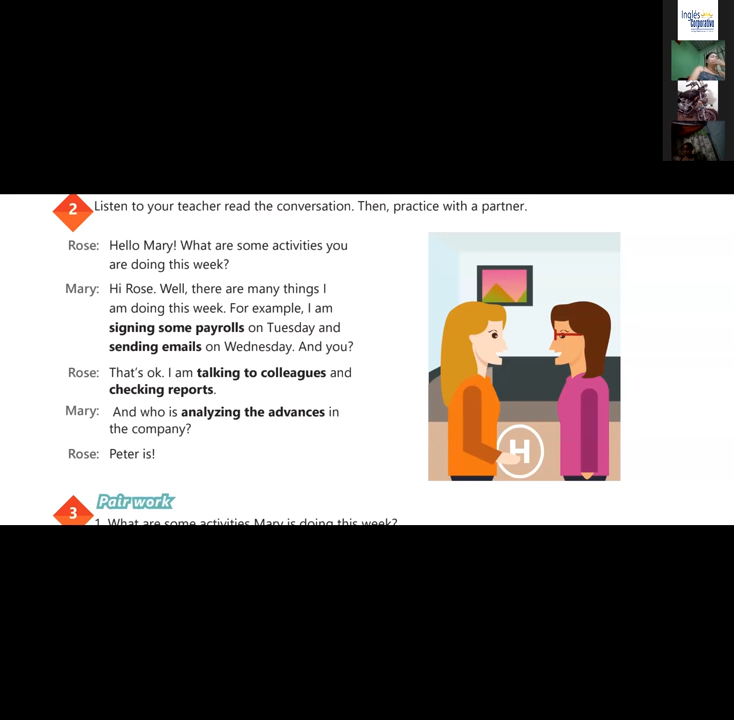 Inglés
Corporativo
2
Listen to your teacher read the conversation. Then, practice with a partner.
Rose: Hello Mary! What are some activities you
are doing this week?
Mary: Hi Rose. Well, there are many things I
am doing this week. For example, I am
signing some payrolls on Tuesday and
sending emails on Wednesday. And you?
Rose: That's ok. I am talking to colleagues and
checking reports.
Mary: And who is analyzing the advances in
the company?
Rose: Peter is!
H
3
Pair work
1. What are some activities Mary is doing this week?